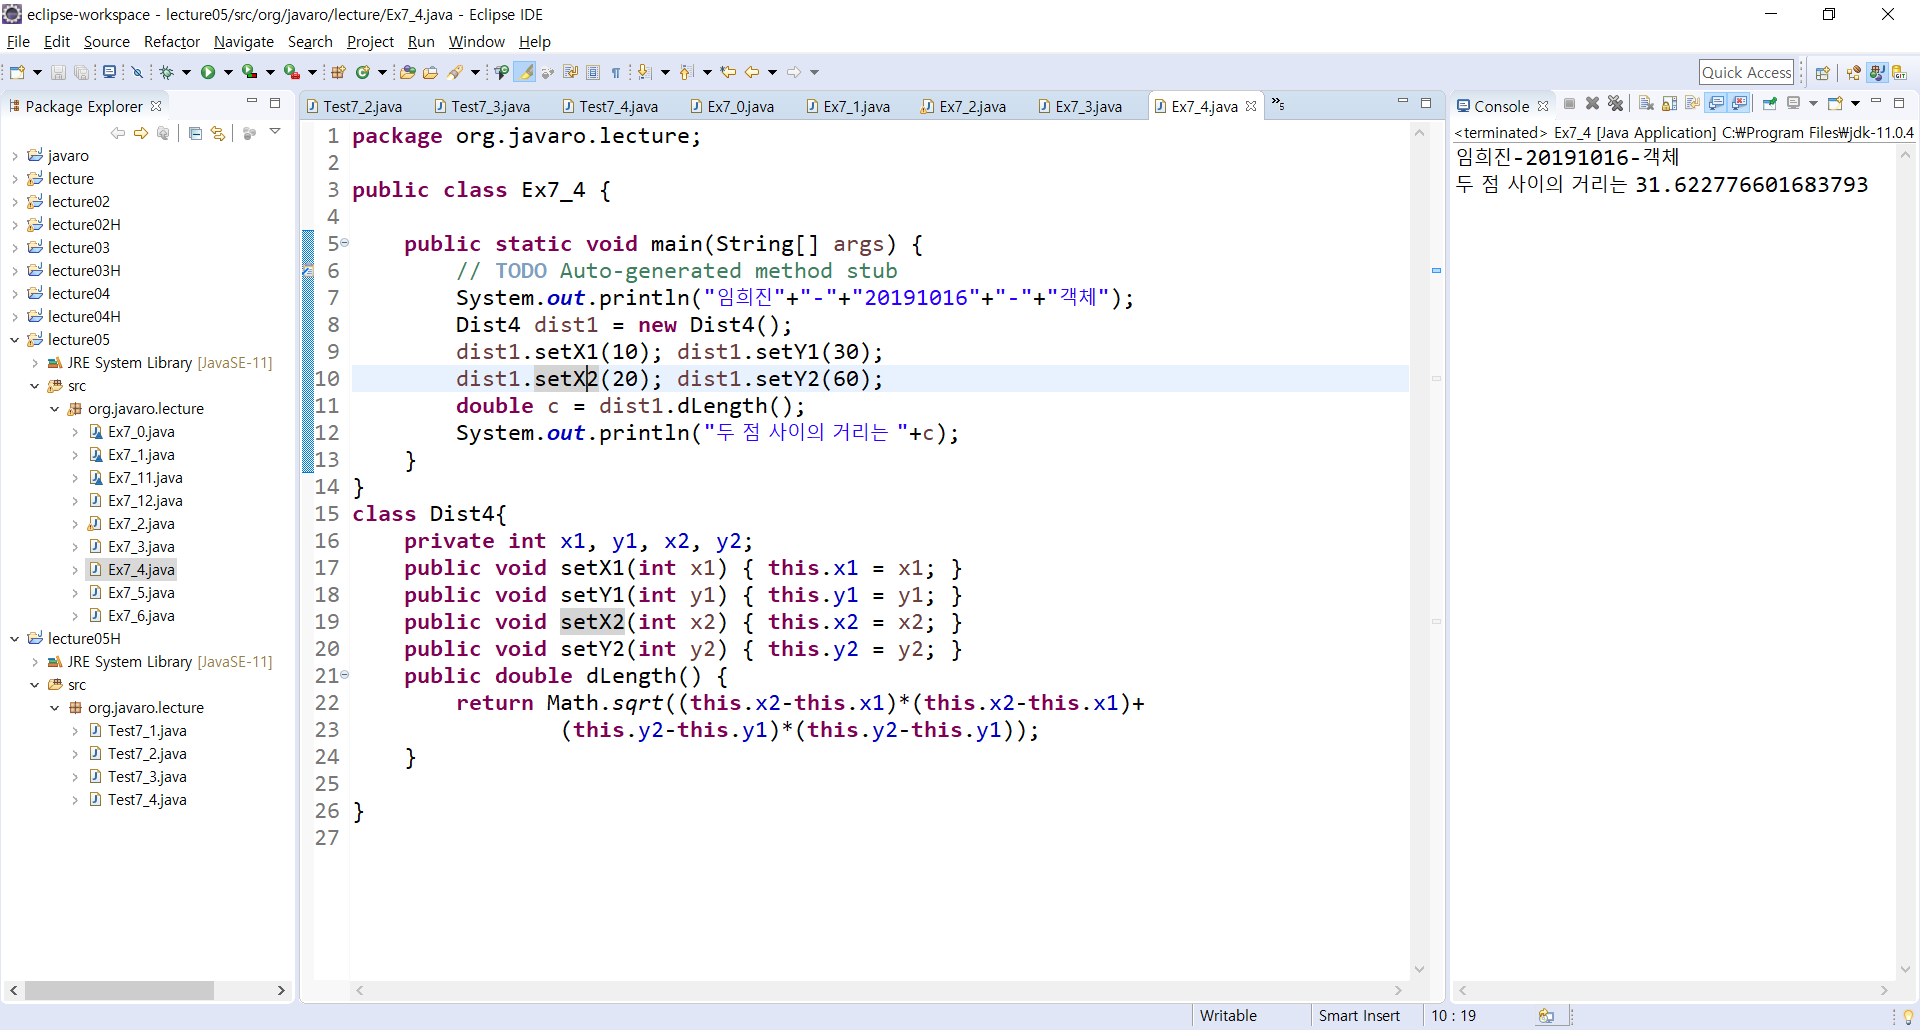 eclipse-workspace - lecture05/src/org/javaro/lecture/Ex7_4.java - Eclipse IDE
File Edit Source Refactor Navigate Search Project Run Window Help
Quick Access
Package Explorer
javaro
lecture
lecture02
lecture02H
lecture03
lecture03H
lecture04
lecture04H
lecture05
JRE System Library [JavaSE-11]
src
org.javaro.lecture
Ex7_0.java
Ex7_1.java
Ex7_11.java
Ex7_12.java
Ex7_2.java
Ex7_3.java
Ex7_4.java
Ex7_5.java
Ex7_6.java
lecture05H
JRE System Library [JavaSE-11]
src
org.javaro.lecture
Test7_1.java
Test7_2.java
Test7_3.java
Test7_4.java
Test7_2.java Test7_3.java Test7_4.java Ex7_0.java Ex7_1.java Ex7_2.java Ex7_3.java Ex7_4.java »5
1 package org.javaro.lecture;
2
3 public class Ex7_4 {
4
5 public static void main(String[] args) {
6 // TODO Auto-generated method stub
7 System.out.println("임희진"+"-"+"20191016"+"-"+"객체");
8 Dist4 dist1 = new Dist4();
9 dist1.setX1(10); dist1.setY1(30);
10 dist1.setX2(20); dist1.setY2(60);
11 double c = dist1.dLength();
12 System.out.println("두 점 사이의 거리는 "+c);
13 }
14 }
15 class Dist4{
16 private int x1, y1, x2, y2;
17 public void setX1(int x1) { this.x1 = x1; }
18 public void setY1(int y1) { this.y1 = y1; }
19 public void setX2(int x2) { this.x2 = x2; }
20 public void setY2(int y2) { this.y2 = y2; }
21 public double dLength() {
22 return Math.sqrt((this.x2-this.x1)*(this.x2-this.x1)+
23 (this.y2-this.y1)*(this.y2-this.y1));
24 }
25
26 }
27
Console
<terminated> Ex7_4 [Java Application] C:₩Program Files₩jdk-11.0.4
임희진-20191016-객체
두 점 사이의 거리는 31.622776601683793
Writable Smart Insert 10 : 19